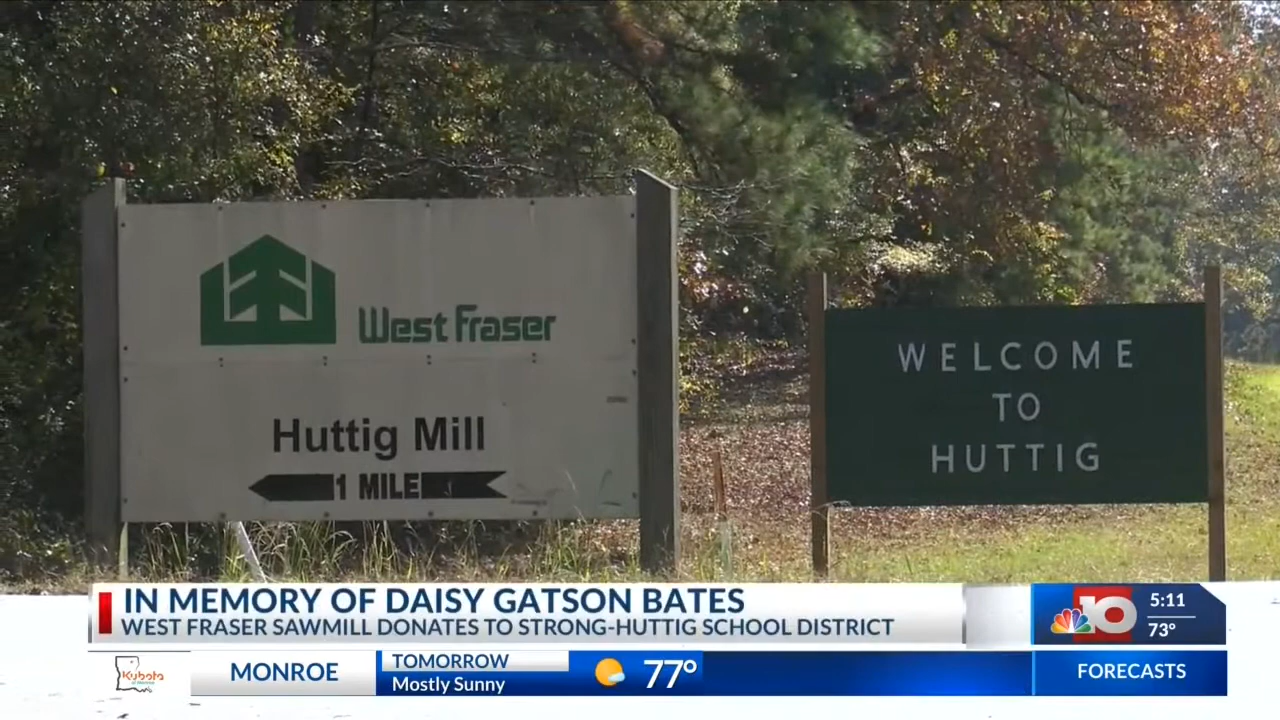 West Fraser
Huttig Mill
1 MILE
WELCOME
TO
HUTTIG
IN MEMORY OF DAISY GATSON BATES
WEST FRASER SAWMILL DONATES TO STRONG-HUTTIG SCHOOL DISTRICT
10
5:11
73°
Kubota
MONROE
TOMORROW
Mostly Sunny
77°
FORECASTS